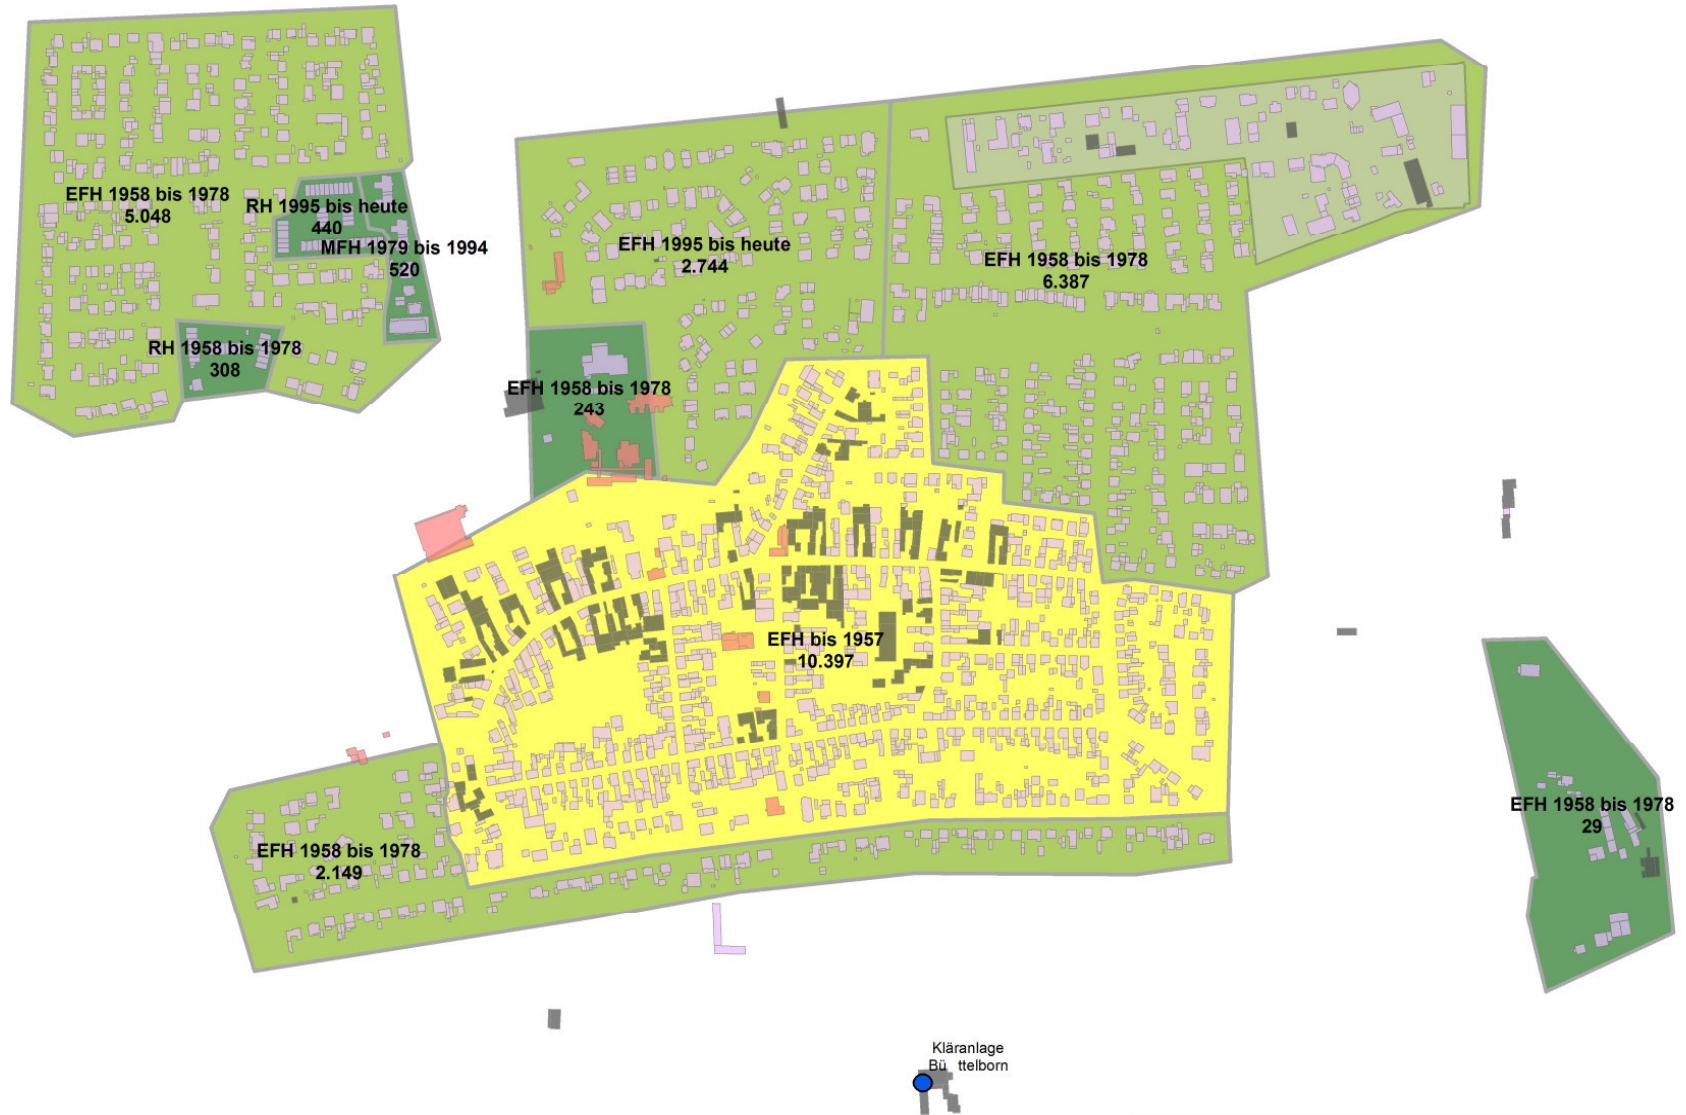 EFH 1958 bis 1978
5.048
RH 1995 bis heute
440
MFH 1979 bis 1994
520
RH 1958 bis 1978
308
EFH 1995 bis heute
2.744
EFH 1958 bis 1978
6.387
EFH 1958 bis 1978
243
EFH bis 1957
10.397
EFH 1958 bis 1978
29
EFH 1958 bis 1978
2.149
Kläranlage
Bü ttelborn